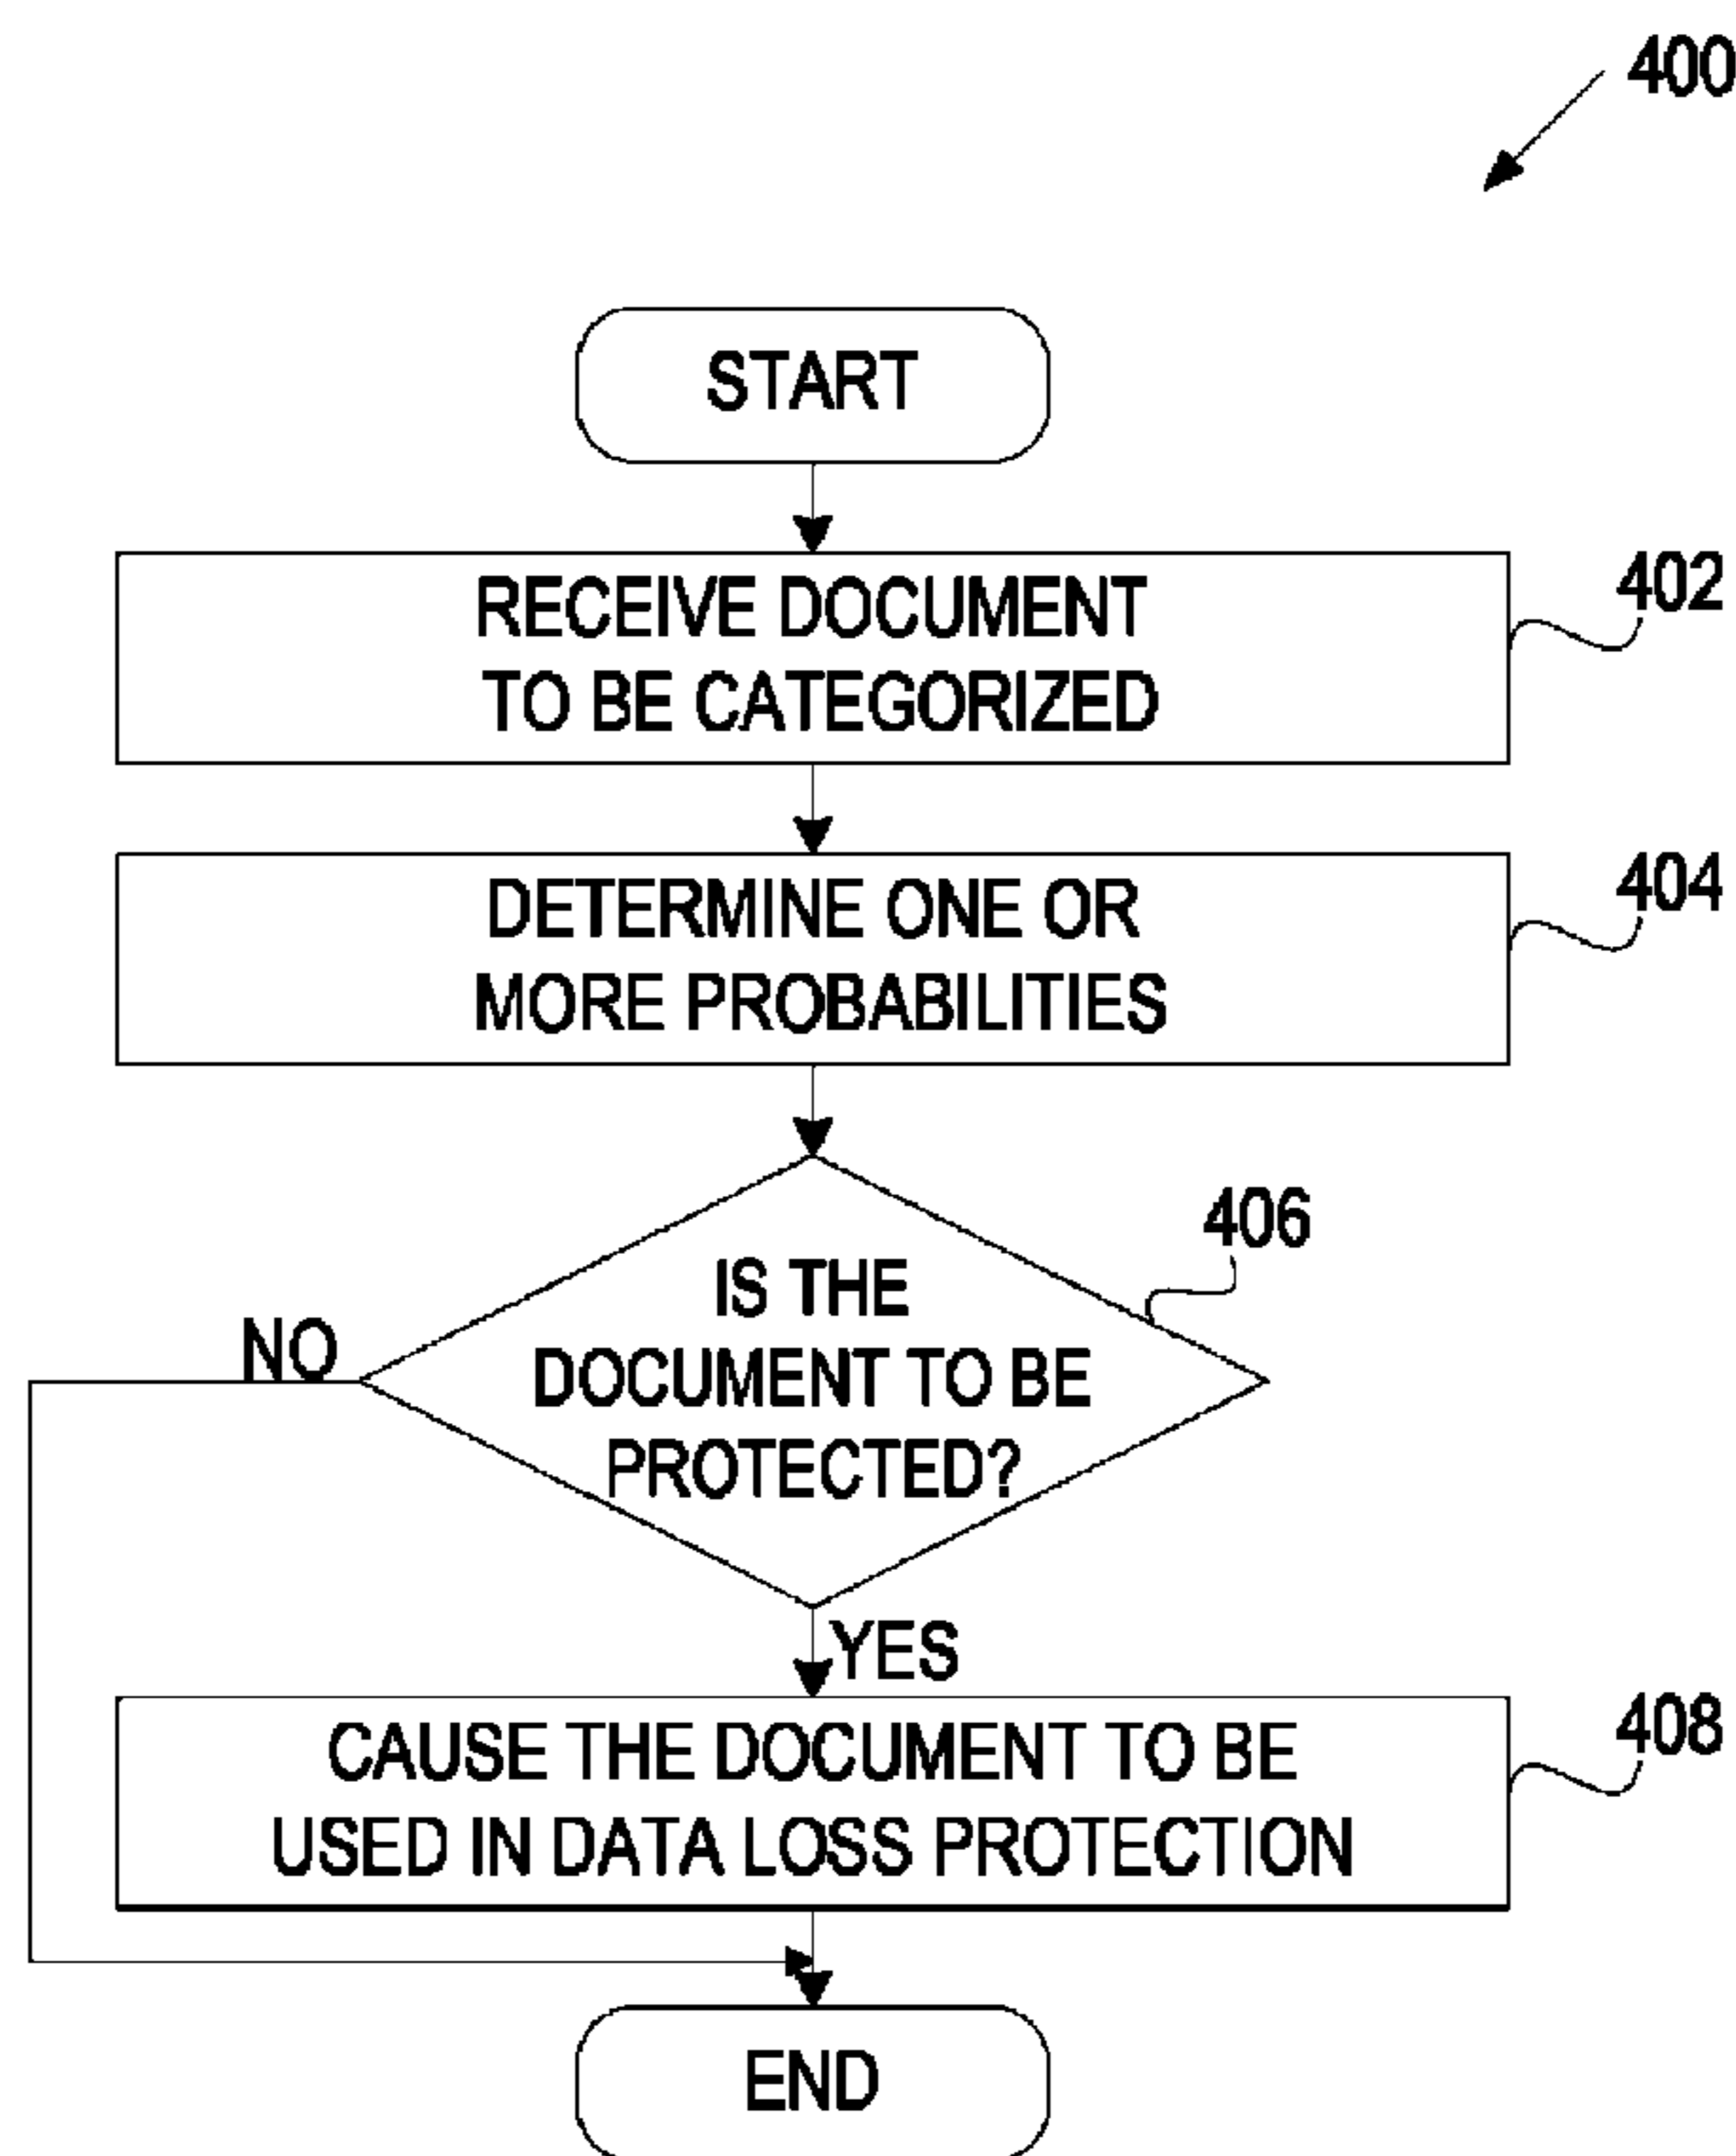 400
START
RECEIVE DOCUMENT
TO BE CATEGORIZED
402
DETERMINE ONE OR
MORE PROBABILITIES
404
406
IS THE
DOCUMENT TO BE
PROTECTED?
NO
YES
CAUSE THE DOCUMENT TO BE
USED IN DATA LOSS PROTECTION
408
END